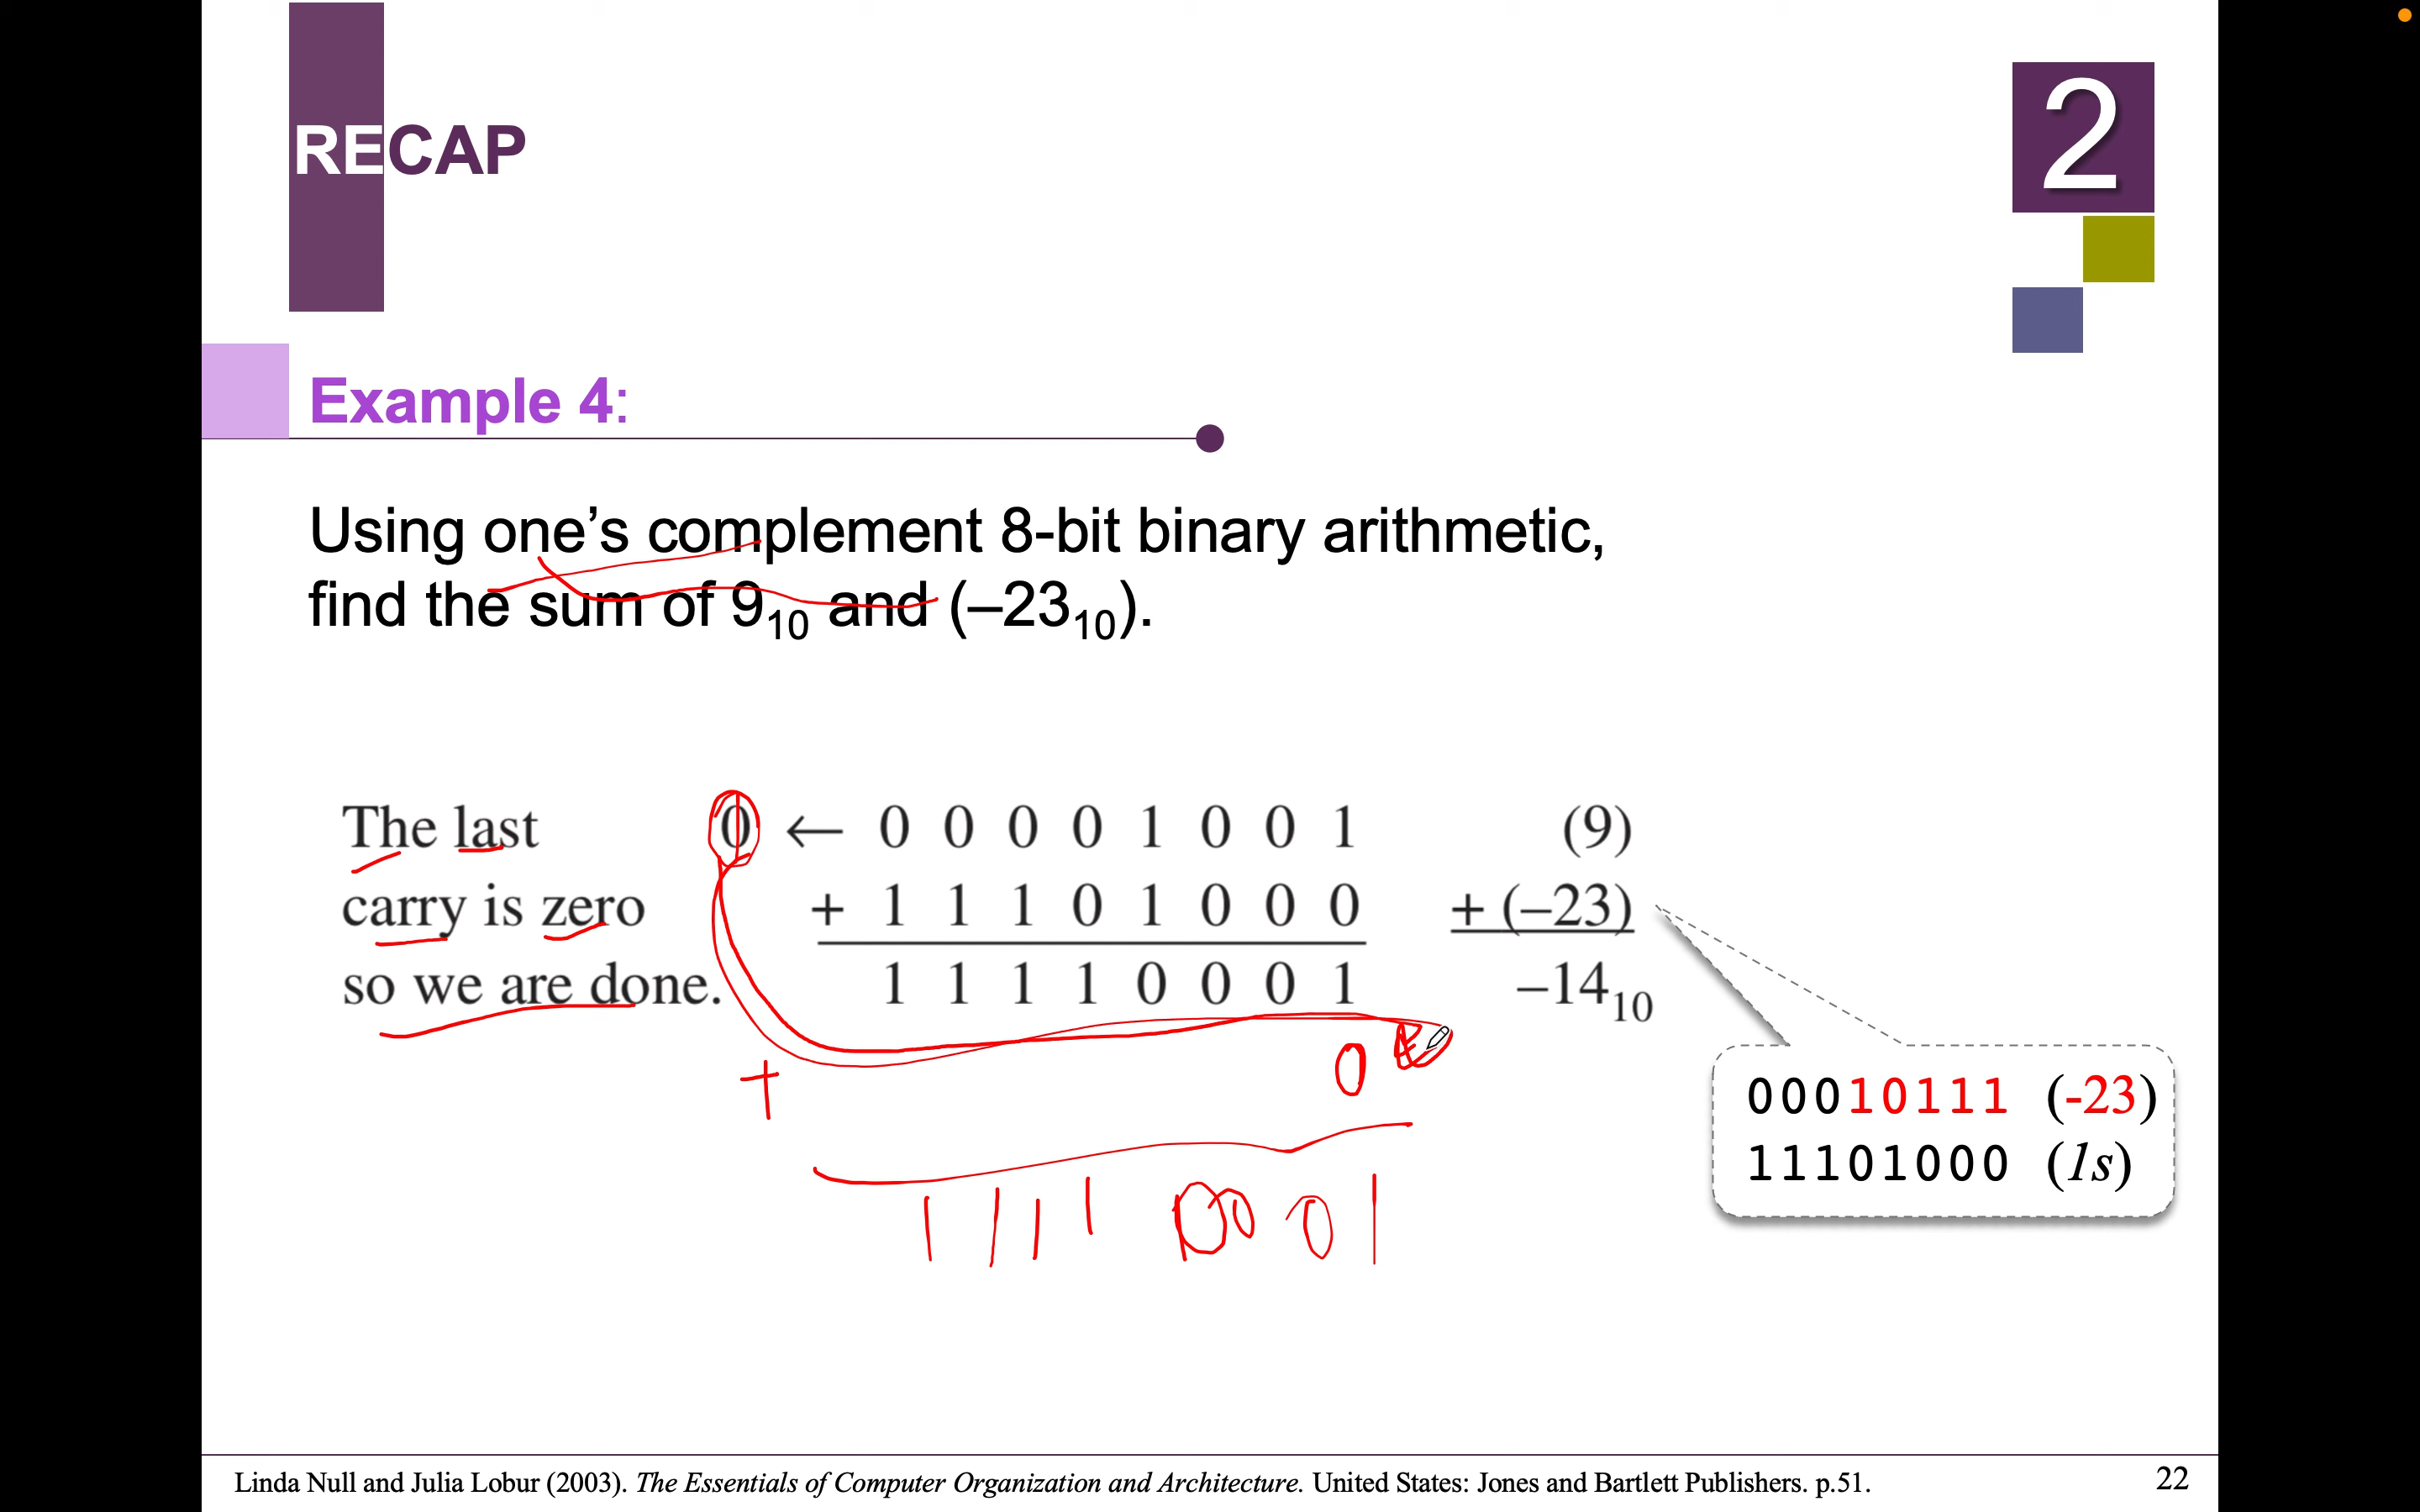 RECAP
2
Example 4:
Using one’s complement 8-bit binary arithmetic,
find the sum of 9₁₀ and (–23₁₀).
The last
carry is zero
so we are done.
0 ← 0 0 0 0 1 0 0 1 (9)
+ 1 1 1 0 1 0 0 0 + (–23)
1 1 1 1 0 0 0 1 –14₁₀
+ 0
1 1 1 1 0 0 0 1
00010111 (-23)
11101000 (1s)
Linda Null and Julia Lobur (2003). The Essentials of Computer Organization and Architecture. United States: Jones and Bartlett Publishers. p.51.
22